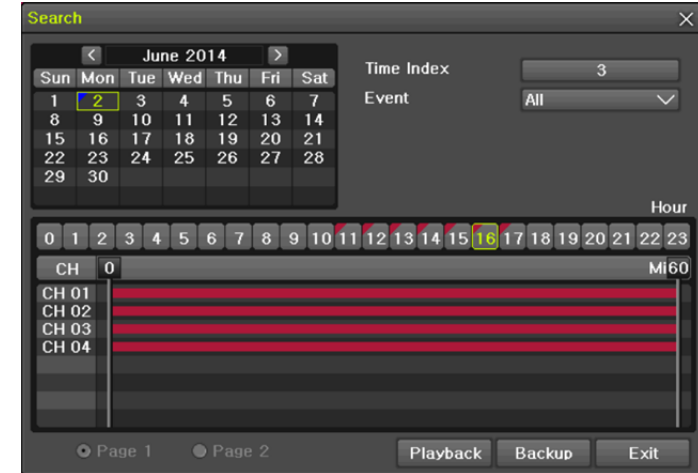 Search
June 2014
Sun Mon Tue Wed Thu Fri Sat
1 2 3 4 5 6 7
8 9 10 11 12 13 14
15 16 17 18 19 20 21
22 23 24 25 26 27 28
29 30
Time Index 3
Event All
Hour
0 1 2 3 4 5 6 7 8 9 10 11 12 13 14 15 16 17 18 19 20 21 22 23
CH 0 Mi 60
CH 01
CH 02
CH 03
CH 04
Page 1 Page 2 Playback Backup Exit